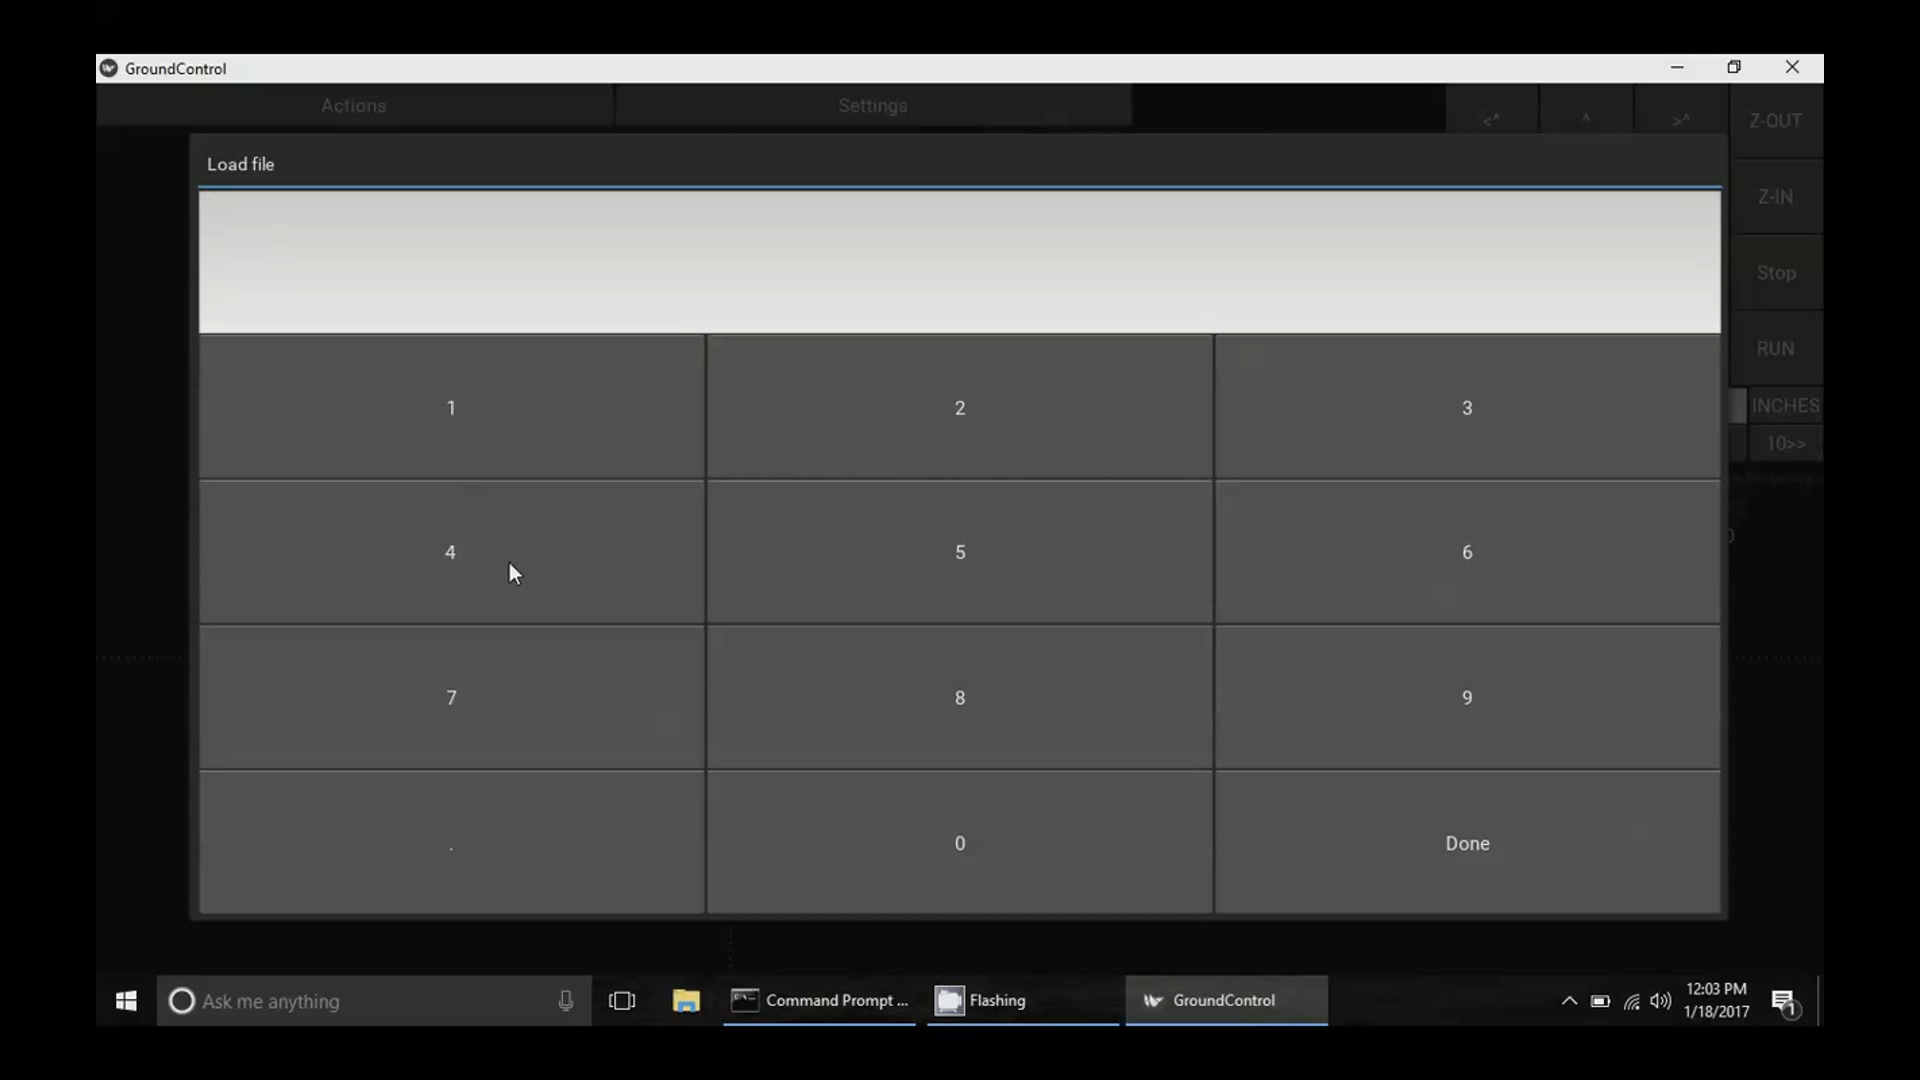 GroundControl
Actions
Settings
<^
^
>^
Z-OUT
Load file
Z-IN
Stop
RUN
1
2
3
INCHES
10>>
4
5
6
7
8
9
.
0
Done
Ask me anything
Command Prompt ...
Flashing
GroundControl
12:03 PM
1/18/2017
1